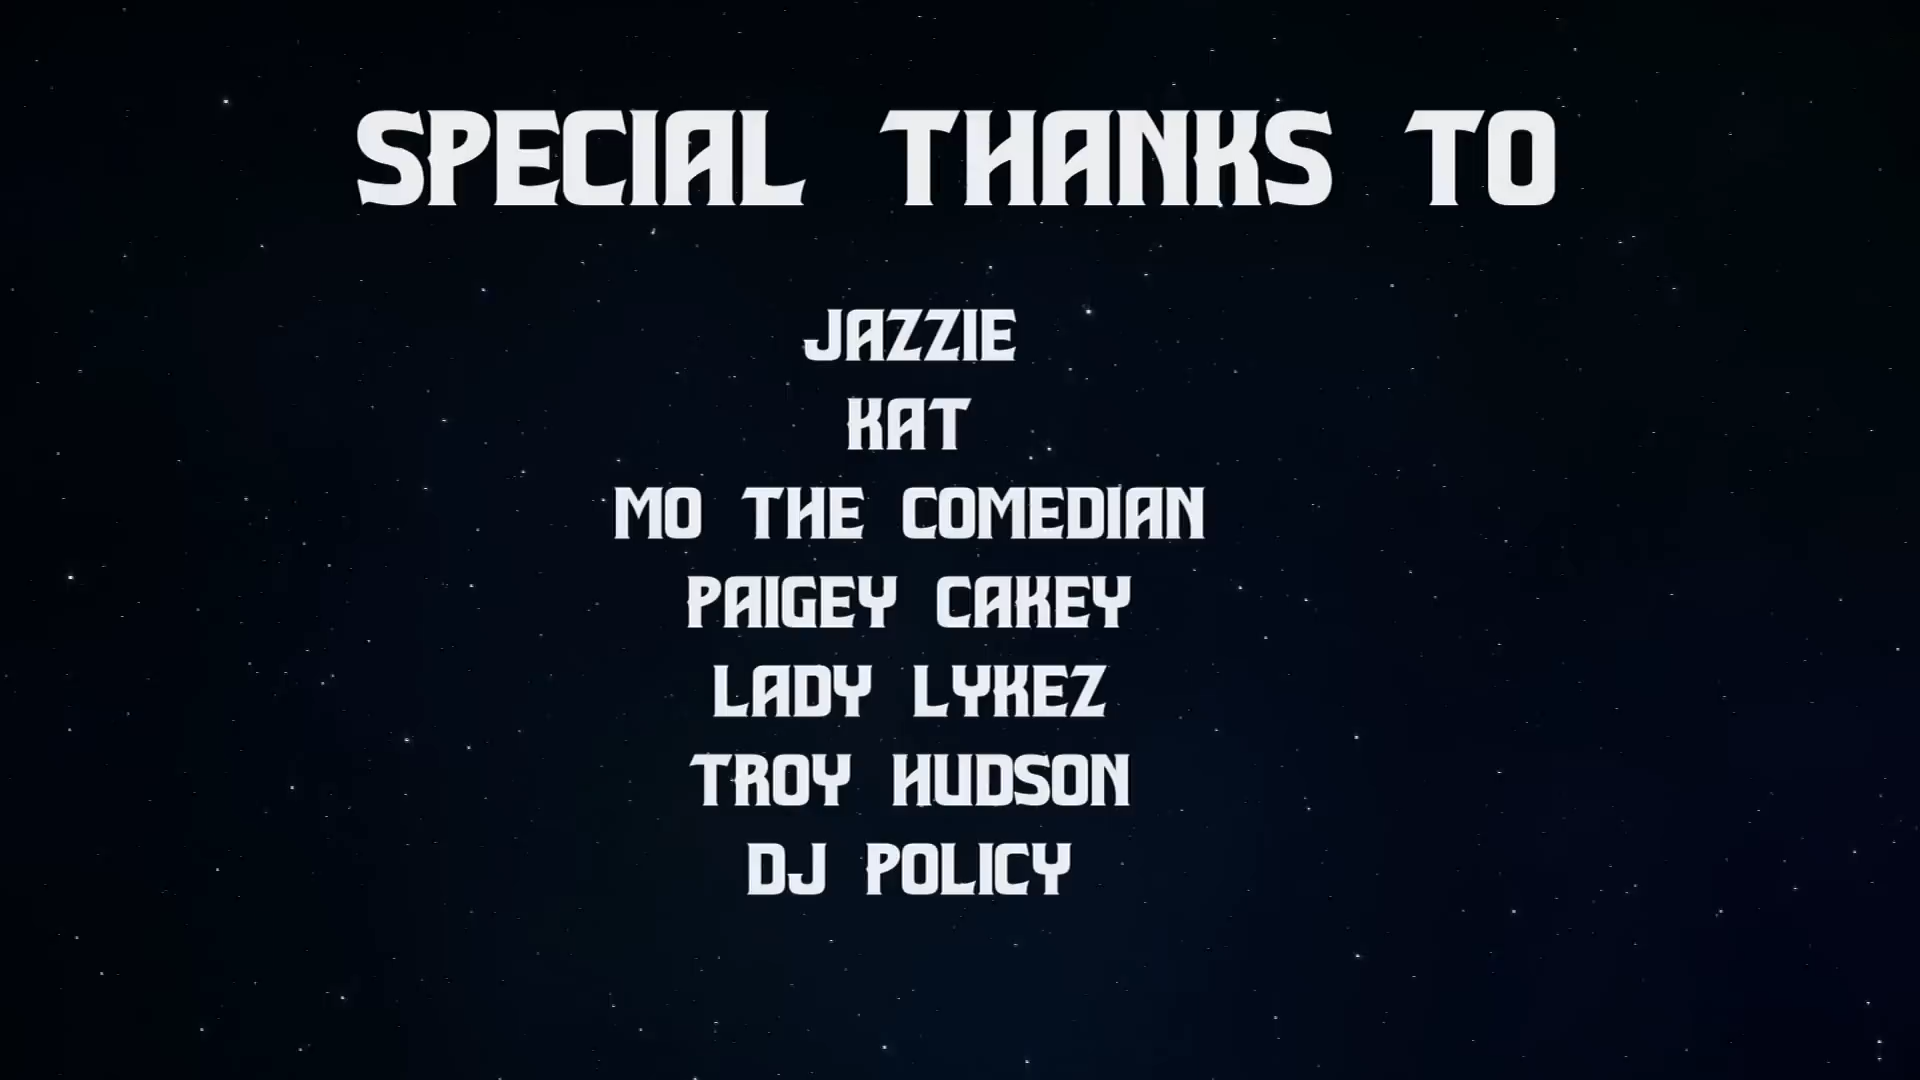 SPECIAL THANKS TO
JAZZIE
KAT
MO THE COMEDIAN
PAIGEY CAKEY
LADY LYKEZ
TROY HUDSON
DJ POLICY